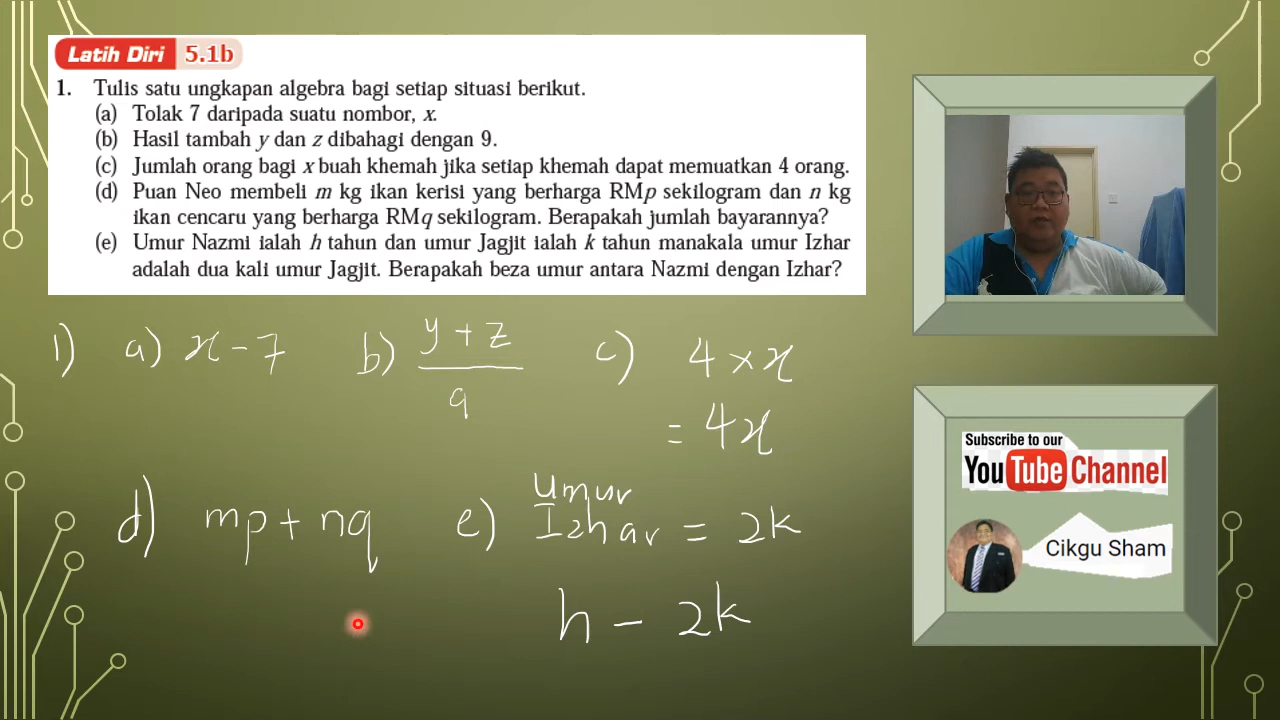 Latih Diri 5.1b
1. Tulis satu ungkapan algebra bagi setiap situasi berikut.
(a) Tolak 7 daripada suatu nombor, x.
(b) Hasil tambah y dan z dibahagi dengan 9.
(c) Jumlah orang bagi x buah khemah jika setiap khemah dapat memuatkan 4 orang.
(d) Puan Neo membeli m kg ikan kerisi yang berharga RMp sekilogram dan n kg
ikan cencaru yang berharga RMq sekilogram. Berapakah jumlah bayarannya?
(e) Umur Nazmi ialah h tahun dan umur Jagjit ialah k tahun manakala umur Izhar
adalah dua kali umur Jagjit. Berapakah beza umur antara Nazmi dengan Izhar?
1) a) x - 7
b) y + z
9
c) 4 × x
= 4x
d) mp + nq
e) Umur
Izhar = 2k
h - 2k
Subscribe to our
YouTube Channel
Cikgu Sham